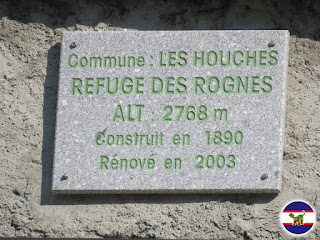 Commune : LES HOUCHES
REFUGE DES ROGNES
ALT : 2768 m
Construit en 1890
Rénové en 2003